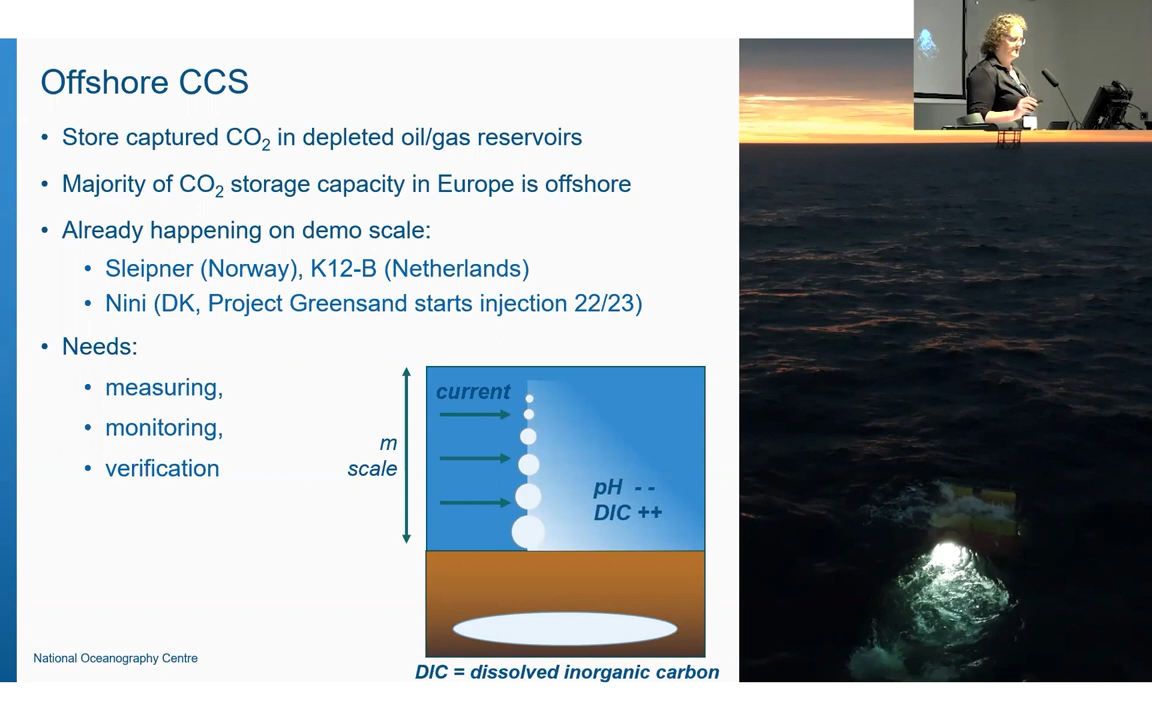 Offshore CCS
• Store captured CO₂ in depleted oil/gas reservoirs
• Majority of CO₂ storage capacity in Europe is offshore
• Already happening on demo scale:
• Sleipner (Norway), K12-B (Netherlands)
• Nini (DK, Project Greensand starts injection 22/23)
• Needs:
• measuring,
• monitoring,
• verification
m
scale
current
pH - -
DIC ++
DIC = dissolved inorganic carbon
National Oceanography Centre